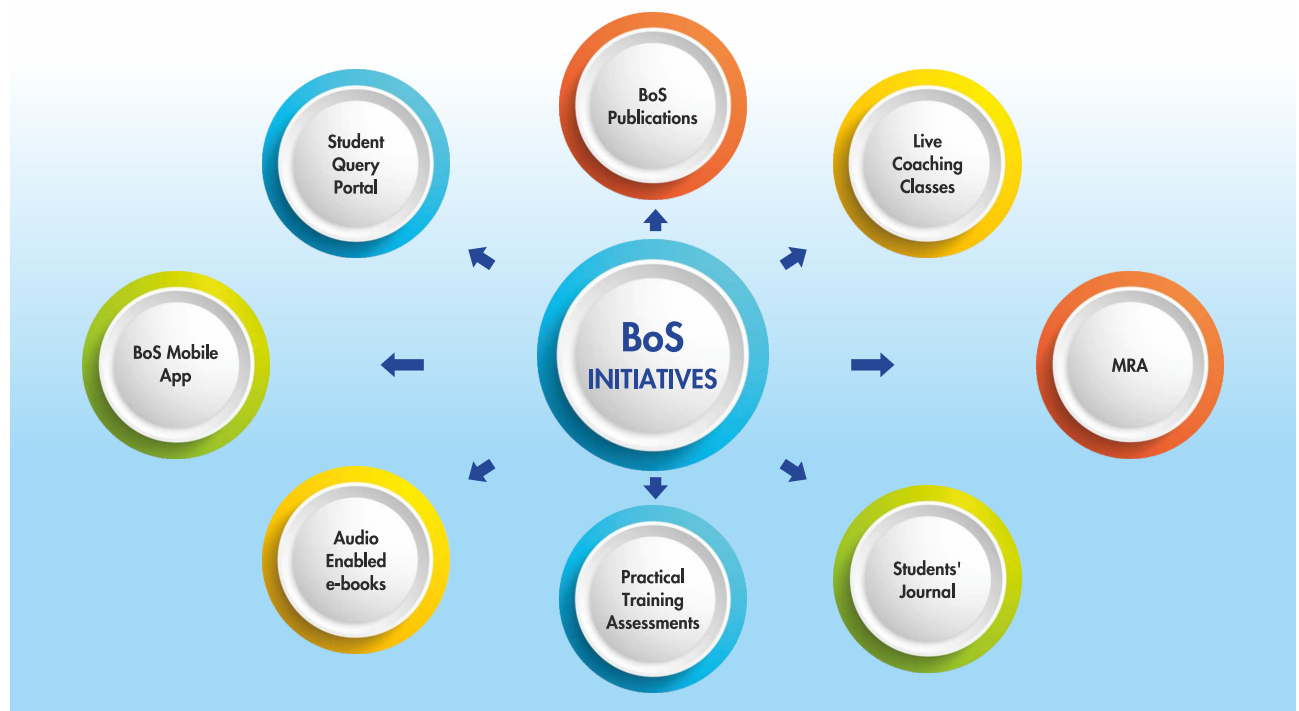 BoS
Publications
Student
Query
Portal
Live
Coaching
Classes
BoS Mobile
App
BoS
INITIATIVES
MRA
Audio
Enabled
e-books
Practical
Training
Assessments
Students'
Journal